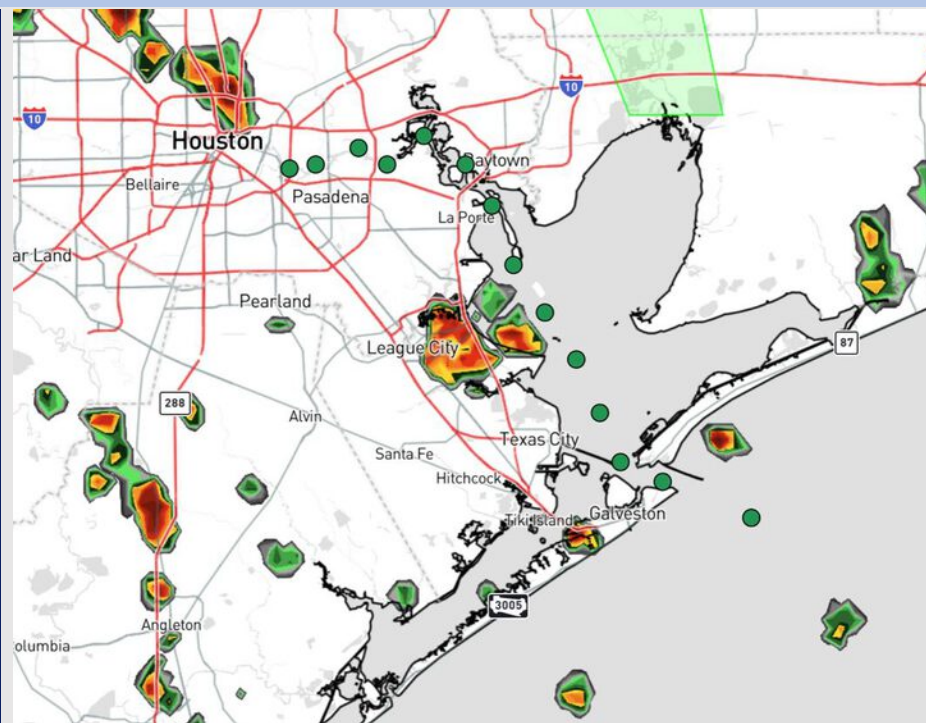 10
10
Houston
Baytown
Bellaire
Pasadena
La Porte
ar Land
Pearland
League City
87
288
Alvin
Texas City
Santa Fe
Hitchcock
Tiki Island
Galveston
3005
Angleton
olumbia